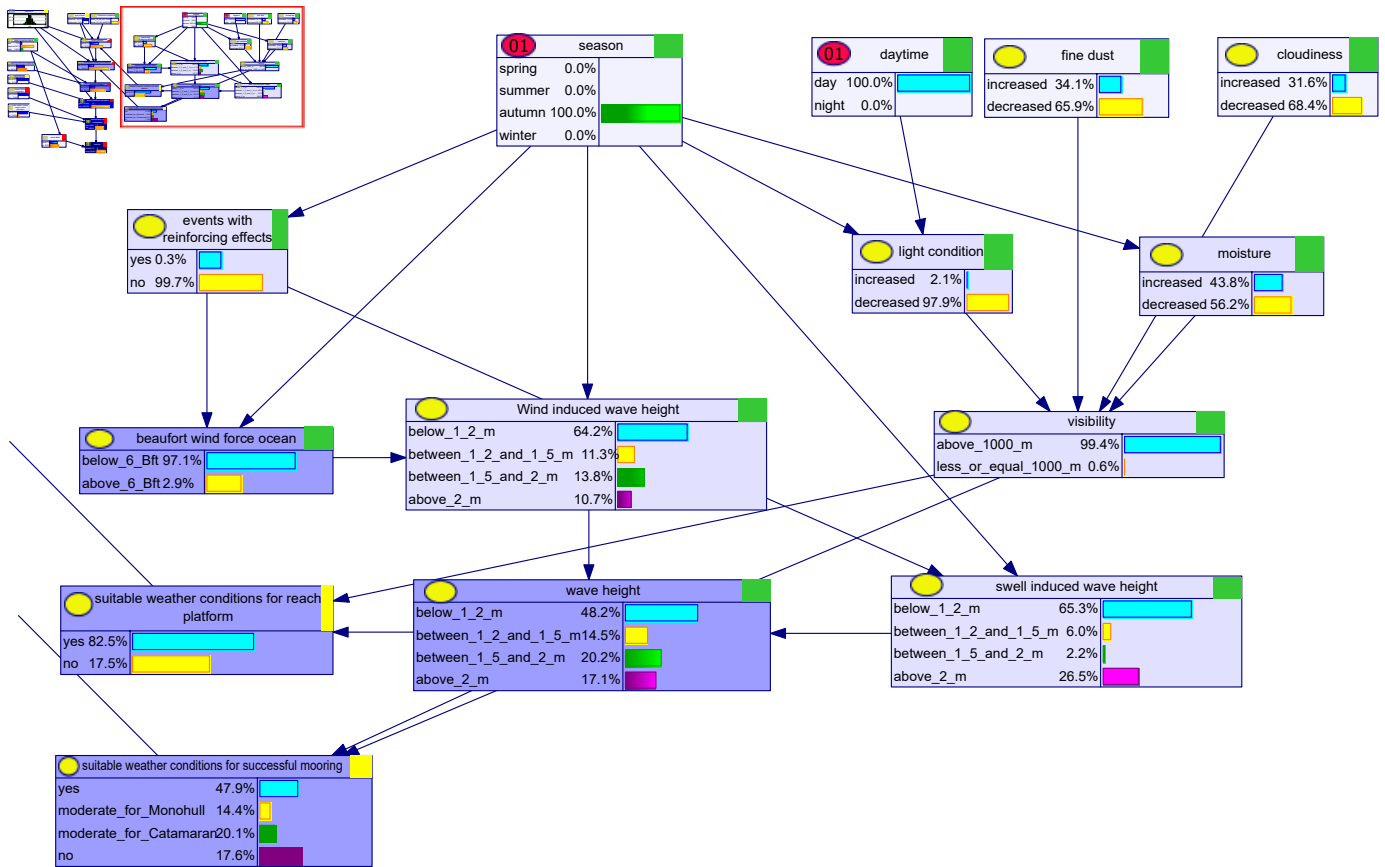 01
season
spring 0.0%
summer 0.0%
autumn 100.0%
winter 0.0%
01
daytime
day 100.0%
night 0.0%
fine dust
increased 34.1%
decreased 65.9%
cloudiness
increased 31.6%
decreased 68.4%
events with
reinforcing effects
yes 0.3%
no 99.7%
light condition
increased 2.1%
decreased 97.9%
moisture
increased 43.8%
decreased 56.2%
beaufort wind force ocean
below_6_Bft 97.1%
above_6_Bft 2.9%
Wind induced wave height
below_1_2_m 64.2%
between_1_2_and_1_5_m 11.3%
between_1_5_and_2_m 13.8%
above_2_m 10.7%
visibility
above_1000_m 99.4%
less_or_equal_1000_m 0.6%
suitable weather conditions for reach
platform
yes 82.5%
no 17.5%
wave height
below_1_2_m 48.2%
between_1_2_and_1_5_m 14.5%
between_1_5_and_2_m 20.2%
above_2_m 17.1%
swell induced wave height
below_1_2_m 65.3%
between_1_2_and_1_5_m 6.0%
between_1_5_and_2_m 2.2%
above_2_m 26.5%
suitable weather conditions for successful mooring
yes 47.9%
moderate_for_Monohull 14.4%
moderate_for_Catamaran 20.1%
no 17.6%